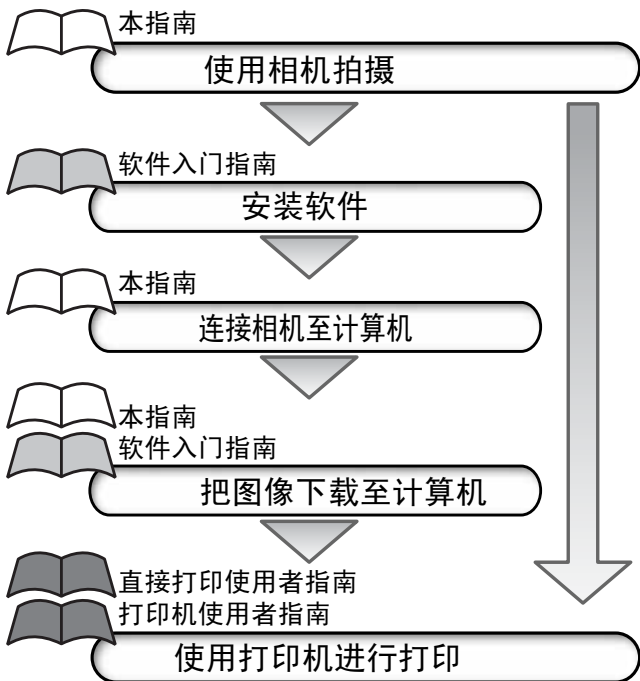 本指南
使用相机拍摄
软件入门指南
安装软件
本指南
连接相机至计算机
本指南
软件入门指南
把图像下载至计算机
直接打印使用者指南
打印机使用者指南
使用打印机进行打印